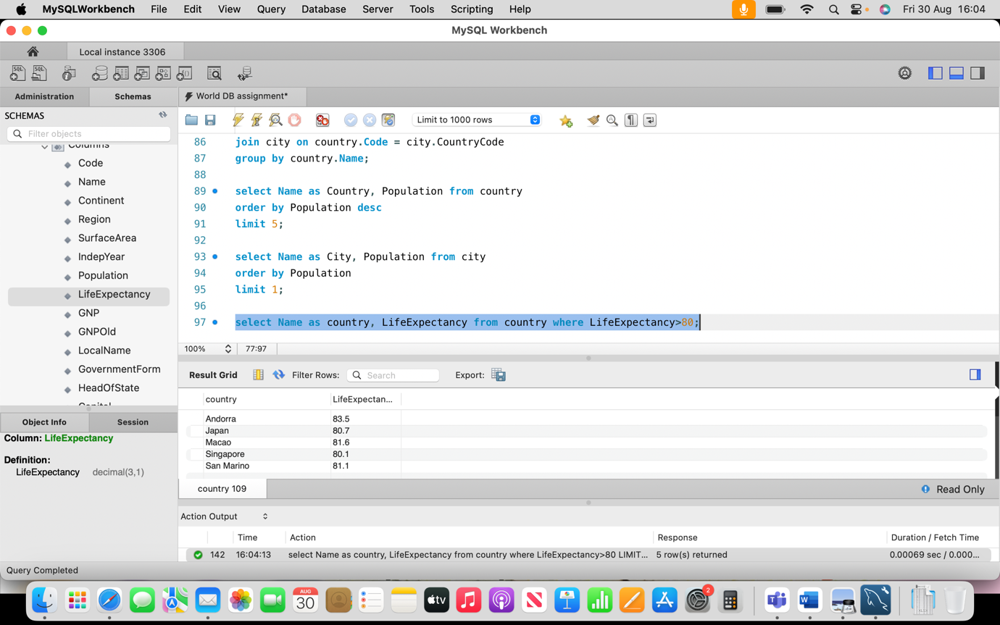 MySQLWorkbench File Edit View Query Database Server Tools Scripting Help Fri 30 Aug 16:04
MySQL Workbench
Local instance 3306
Administration Schemas World DB assignment*
SCHEMAS
Filter objects
Limit to 1000 rows
Columns
Code
Name
Continent
Region
SurfaceArea
IndepYear
Population
LifeExpectancy
GNP
GNPOld
LocalName
GovernmentForm
HeadOfState
Capital
86 join city on country.Code = city.CountryCode
87 group by country.Name;
88
89 select Name as Country, Population from country
90 order by Population desc
91 limit 5;
92
93 select Name as City, Population from city
94 order by Population
95 limit 1;
96
97 select Name as country, LifeExpectancy from country where LifeExpectancy>80;
100% 77:97
Result Grid Filter Rows: Search Export:
country LifeExpectan...
Andorra 83.5
Japan 80.7
Macao 81.6
Singapore 80.1
San Marino 81.1
country 109 Read Only
Object Info Session
Column: LifeExpectancy
Definition:
LifeExpectancy decimal(3,1)
Action Output
Time Action Response Duration / Fetch Time
142 16:04:13 select Name as country, LifeExpectancy from country where LifeExpectancy>80 LIMIT... 5 row(s) returned 0.00069 sec / 0.000...
Query Completed
AUG
30
tv
2